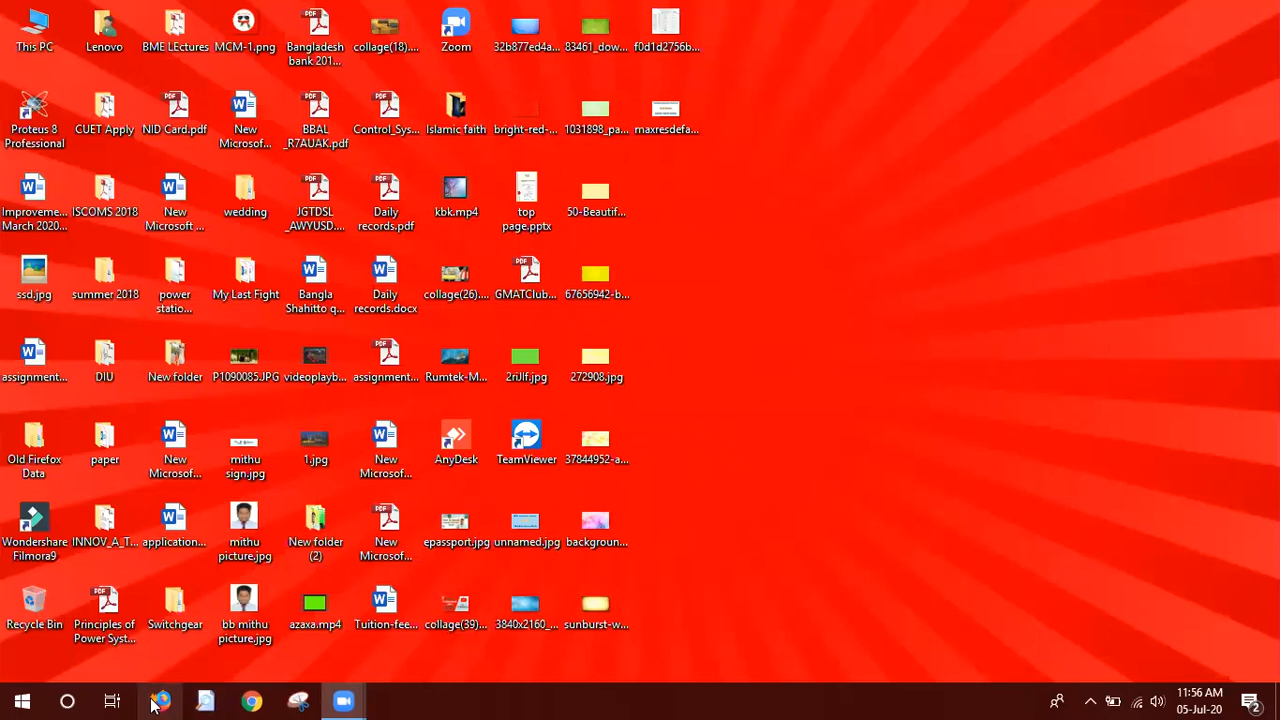 This PC
Lenovo
BME LEctures
MCM-1.png
Bangladesh
bank 201...
collage(18)....
Zoom
32b877ed4a...
83461_dow...
f0d1d2756b...
Proteus 8
Professional
CUET Apply
NID Card.pdf
New
Microsof...
BBAL
_R7AUAK.pdf
Control_Sys...
Islamic faith
bright-red-...
1031898_pa...
maxresdefa...
Improveme...
March 2020...
ISCOMS 2018
New
Microsoft ...
wedding
JGTDSL
_AWYUSD....
Daily
records.pdf
kbk.mp4
top
page.pptx
50-Beautif...
ssd.jpg
summer 2018
power
statio...
My Last Fight
Bangla
Shahitto q...
Daily
records.docx
collage(26)....
GMATClub...
67656942-b...
assignment...
DIU
New folder
P1090085.JPG
videoplayb...
assignment...
Rumtek-M...
2riJIf.jpg
272908.jpg
Old Firefox
Data
paper
New
Microsof...
mithu
sign.jpg
1.jpg
New
Microsof...
AnyDesk
TeamViewer
37844952-a...
Wondershare
Filmora9
INNOV_A_T...
application...
mithu
picture.jpg
New folder
(2)
New
Microsof...
epassport.jpg
unnamed.jpg
backgroun...
Recycle Bin
Principles of
Power Syst...
Switchgear
bb mithu
picture.jpg
azaxa.mp4
Tuition-fee...
collage(39)....
3840x2160_...
sunburst-w...
11:56 AM
05-Jul-20
2